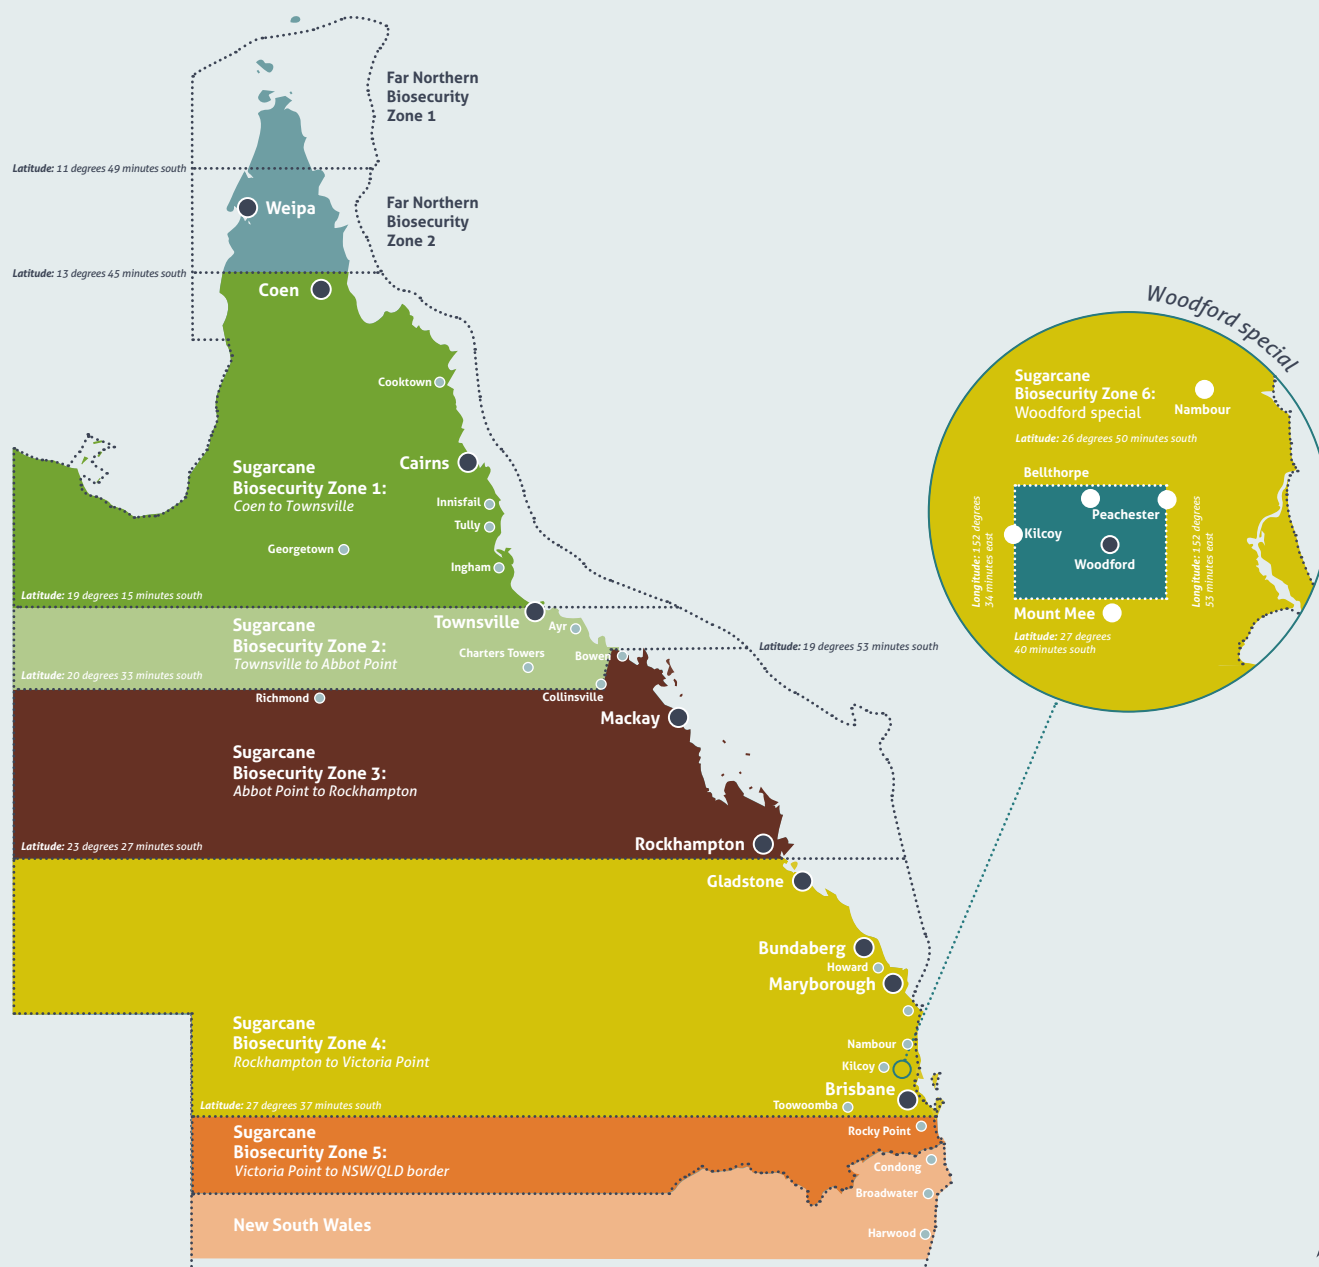 Far Northern
Biosecurity
Zone 1
Latitude: 11 degrees 49 minutes south
Weipa
Far Northern
Biosecurity
Zone 2
Latitude: 13 degrees 45 minutes south
Coen
Cooktown
Cairns
Sugarcane
Biosecurity Zone 1:
Coen to Townsville
Innisfail
Tully
Georgetown
Ingham
Latitude: 19 degrees 15 minutes south
Townsville
Ayr
Sugarcane
Biosecurity Zone 2:
Townsville to Abbot Point
Charters Towers
Bowen
Latitude: 19 degrees 53 minutes south
Latitude: 20 degrees 33 minutes south
Richmond
Collinsville
Mackay
Sugarcane
Biosecurity Zone 3:
Abbot Point to Rockhampton
Rockhampton
Latitude: 23 degrees 27 minutes south
Gladstone
Bundaberg
Howard
Maryborough
Sugarcane
Biosecurity Zone 4:
Rockhampton to Victoria Point
Nambour
Kilcoy
Brisbane
Toowoomba
Latitude: 27 degrees 37 minutes south
Sugarcane
Biosecurity Zone 5:
Victoria Point to NSW/QLD border
Rocky Point
Condong
Broadwater
New South Wales
Harwood
Woodford special
Sugarcane
Biosecurity Zone 6:
Woodford special
Nambour
Latitude: 26 degrees 50 minutes south
Bellthorpe
Peachester
Kilcoy
Woodford
Longitude: 152 degrees
34 minutes east
Longitude: 152 degrees
53 minutes east
Mount Mee
Latitude: 27 degrees
40 minutes south